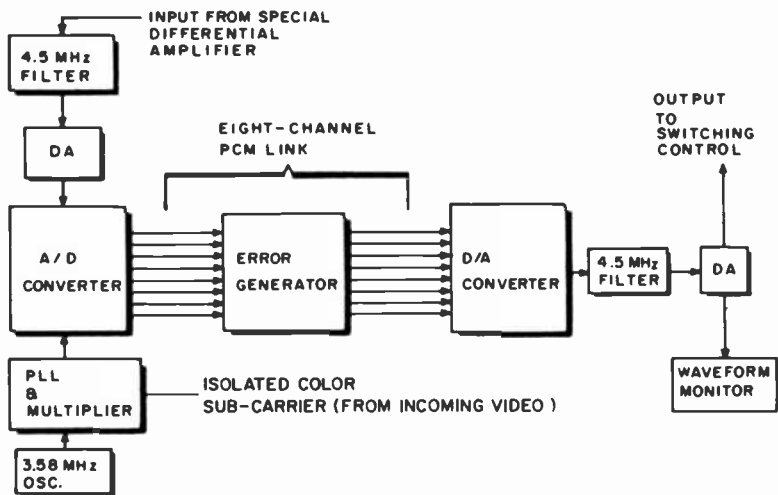 INPUT FROM SPECIAL
DIFFERENTIAL
AMPLIFIER
4.5 MHz
FILTER
DA
EIGHT-CHANNEL
PCM LINK
OUTPUT
TO
SWITCHING
CONTROL
A/D
CONVERTER
ERROR
GENERATOR
D/A
CONVERTER
4.5 MHz
FILTER
DA
PLL
&
MULTIPLIER
ISOLATED COLOR
SUB-CARRIER (FROM INCOMING VIDEO)
WAVEFORM
MONITOR
3.58 MHz
OSC.